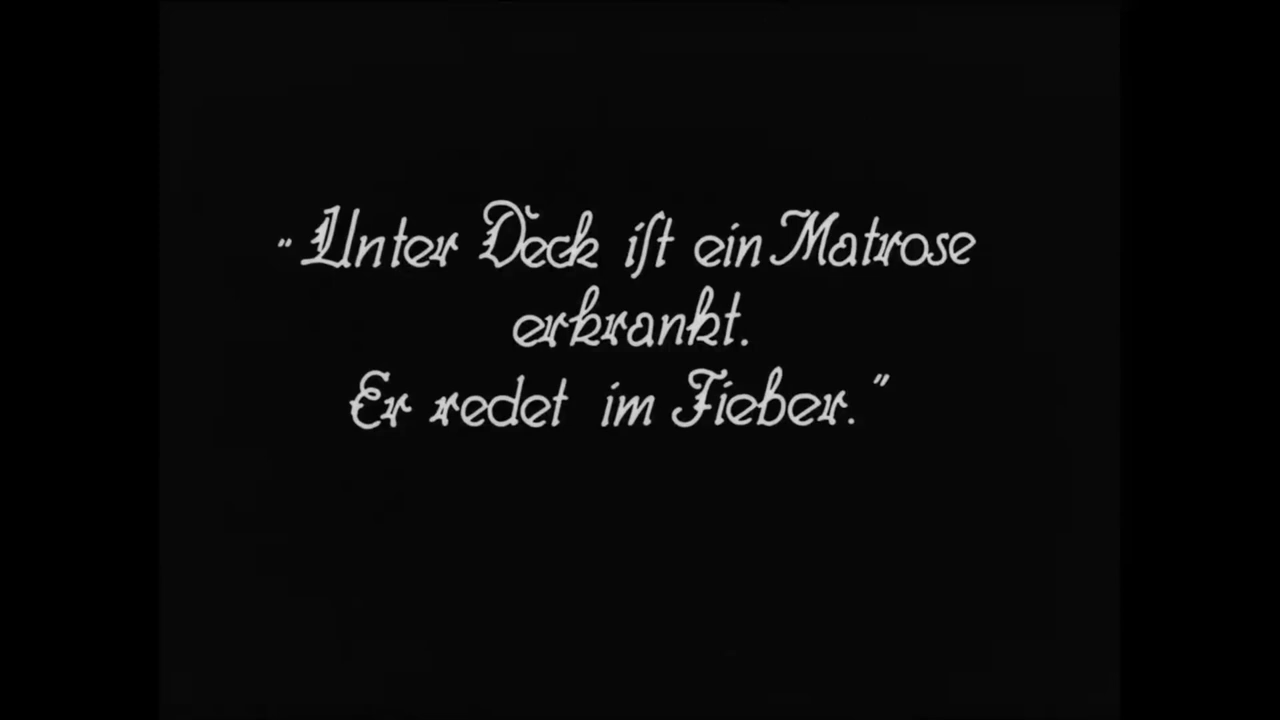 "Unter Deck iſt ein Matrose
erkrankt.
Er redet im Fieber."